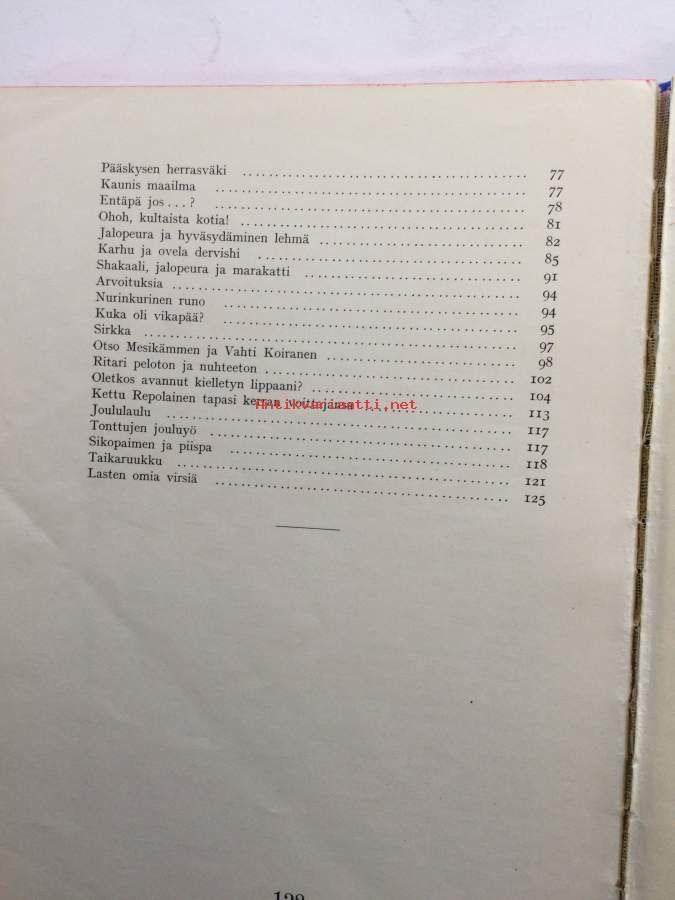 Pääskysen herrasväki ........ 77
Kaunis maailma ........ 77
Entäpä jos ...? ........ 78
Ohoh, kultaista kotia! ........ 81
Jalopeura ja hyväsydäminen lehmä ........ 82
Karhu ja ovela dervishi ........ 85
Shakaali, jalopeura ja marakatti ........ 91
Arvoituksia ........ 94
Nurinkurinen runo ........ 94
Kuka oli vikapää? ........ 95
Sirkka ........ 97
Otso Mesikämmen ja Vahti Koiranen ........ 98
Ritari peloton ja nuhteeton ........ 102
Oletkos avannut kielletyn lippaani? ........ 104
Kettu Repolainen tapasi kerran voittajansa ........ 113
Antikvariaatti.net
Joululaulu ........ 117
Tonttujen jouluyö ........ 117
Sikopaimen ja piispa ........ 118
Taikaruukku ........ 121
Lasten omia virsiä ........ 125
128